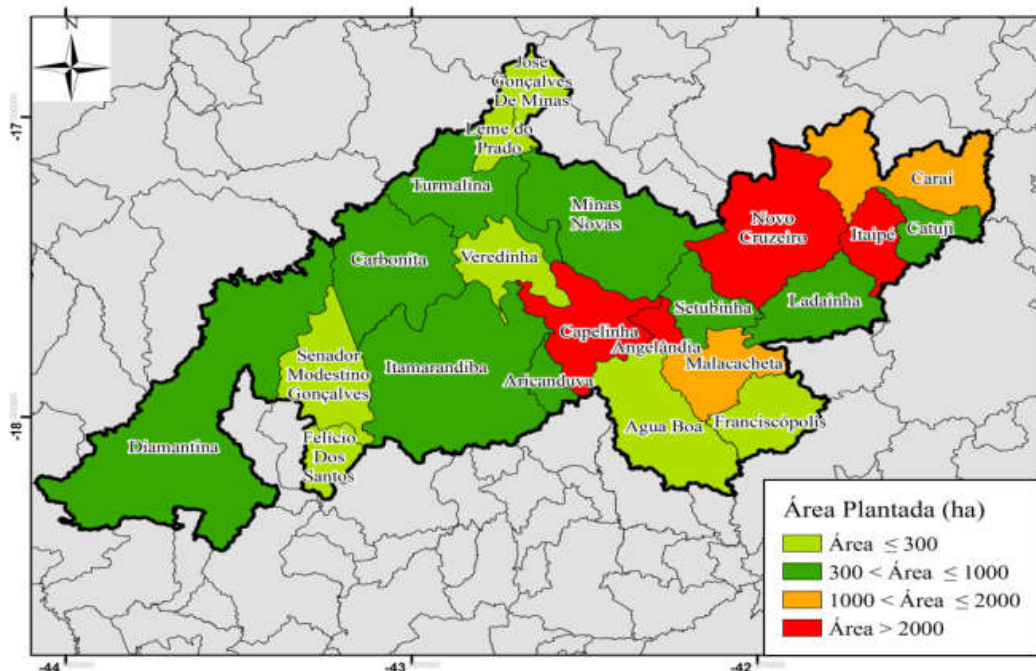 N
José
Gonçalves
De Minas
Leme do
Prado
Turmalina
Minas
Novas
Caraí
Novo
Cruzeiro
Itaipé
Catuji
Veredinha
Carbonita
Setubinha
Ladainha
Capelinha
Angelândia
Malacacheta
Senador
Modestino
Gonçalves
Itamarandiba
Aricanduva
Agua Boa
Franciscópolis
Diamantina
Felício
Dos
Santos
-17
-18
-44
-43
-42
Área Plantada (ha)
Área ≤ 300
300 < Área ≤ 1000
1000 < Área ≤ 2000
Área > 2000